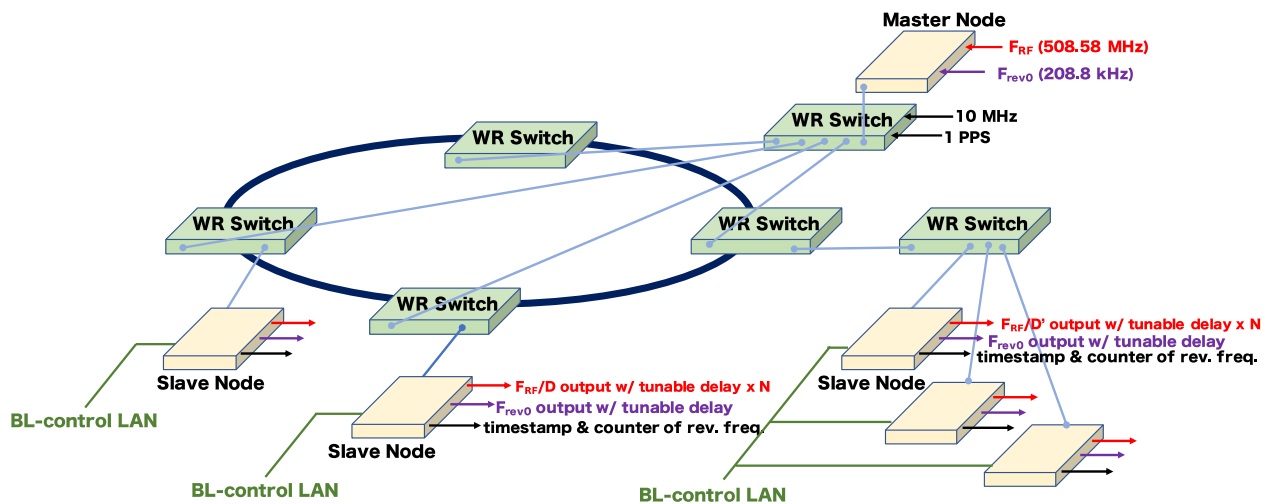 Master Node
F_RF (508.58 MHz)
F_rev0 (208.8 kHz)
WR Switch
10 MHz
1 PPS
WR Switch
WR Switch
WR Switch
WR Switch
WR Switch
Slave Node
BL-control LAN
F_RF/D output w/ tunable delay x N
F_rev0 output w/ tunable delay
timestamp & counter of rev. freq.
Slave Node
BL-control LAN
F_RF/D' output w/ tunable delay x N
F_rev0 output w/ tunable delay
timestamp & counter of rev. freq.
Slave Node
BL-control LAN